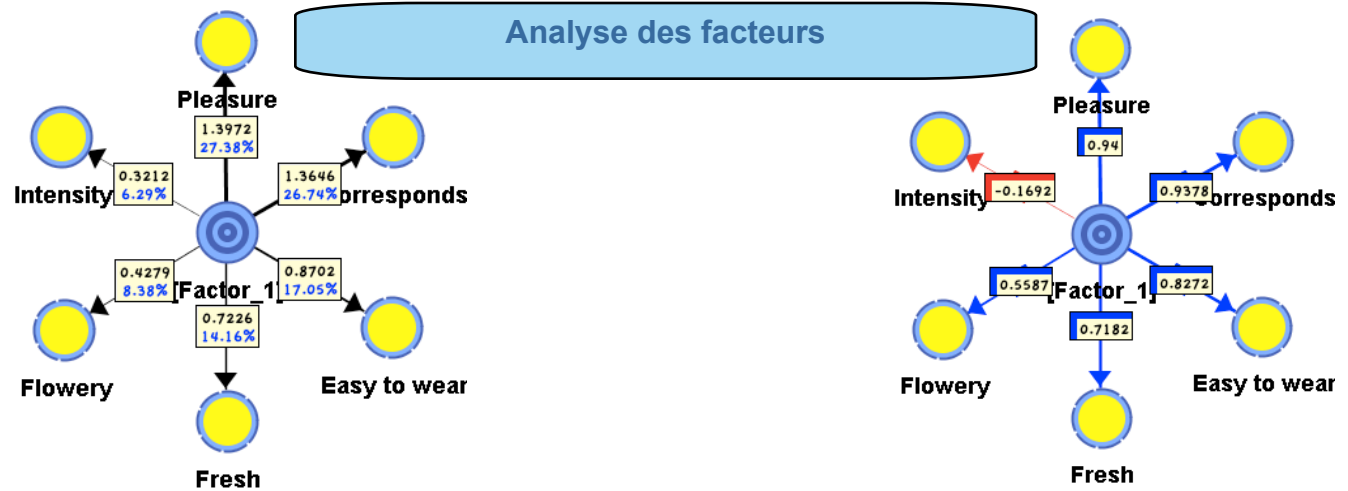 Analyse des facteurs
Pleasure
1.3972
27.38%
Intensity
0.3212
6.29%
1.3646
26.74%
orresponds
0.4279
8.38%
[Factor_1]
0.8702
17.05%
0.7226
14.16%
Flowery
Easy to wear
Fresh
Pleasure
0.94
Intensity
-0.1692
0.9378
orresponds
0.5587
[Factor_1]
0.8272
0.7182
Flowery
Easy to wear
Fresh